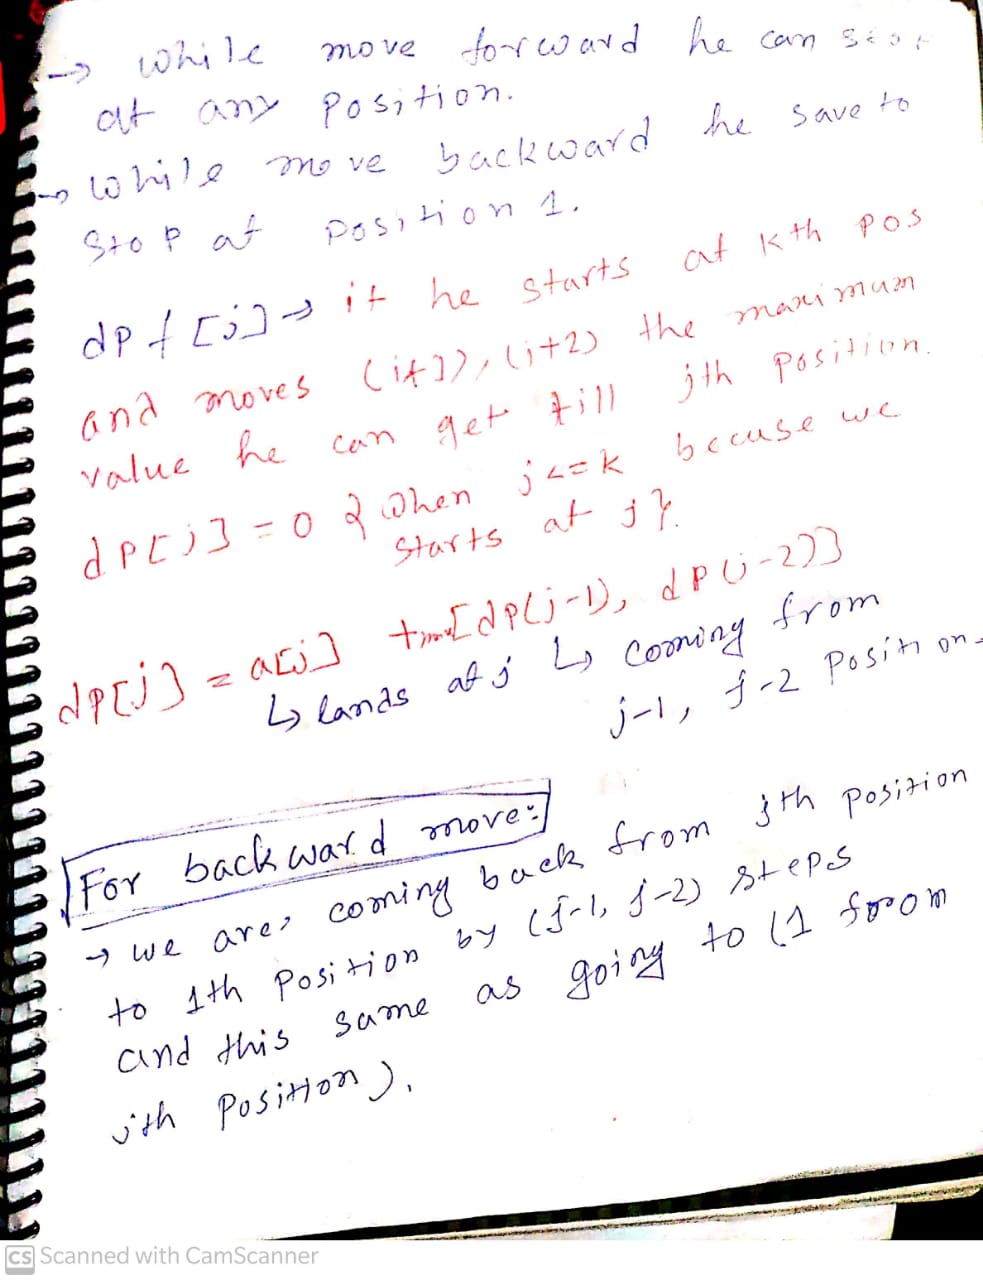 → while move forward he can stop
at any position.
→ while move backward he save to
stop at position 1.
dpf[j] → if he starts at kth pos
and moves (i+1), (i+2) the maximum
value he can get till jth position.
dp[j] = 0 { when j <= k becuse we
starts at j }.
dp[j] = a[j] + max[dp(j-1), dp(j-2)]
↳ lands at j ↳ coming from
j-1, j-2 position
For backward move:
→ we are coming back from jth position
to 1th position by (j-1, j-2) steps
and this same as going to (1 from
jth position).
CS Scanned with CamScanner